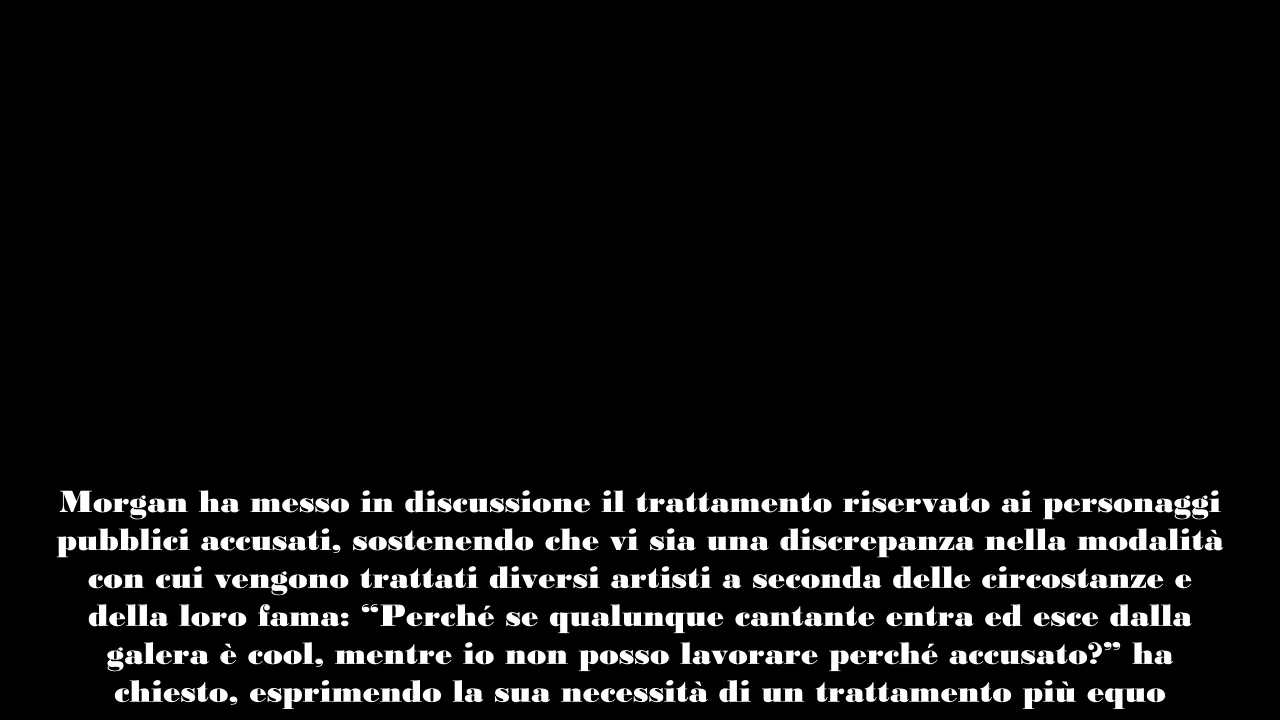 Morgan ha messo in discussione il trattamento riservato ai personaggi
pubblici accusati, sostenendo che vi sia una discrepanza nella modalità
con cui vengono trattati diversi artisti a seconda delle circostanze e
della loro fama: “Perché se qualunque cantante entra ed esce dalla
galera è cool, mentre io non posso lavorare perché accusato?” ha
chiesto, esprimendo la sua necessità di un trattamento più equo